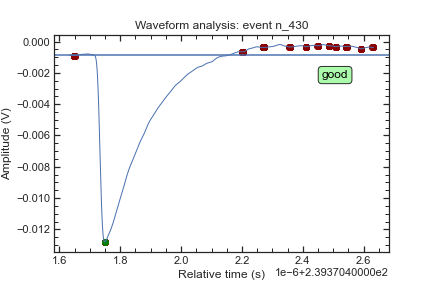 Waveform analysis: event n_430
Amplitude (V)
0.000
−0.002
−0.004
−0.006
−0.008
−0.010
−0.012
good
1.6
1.8
2.0
2.2
2.4
2.6
Relative time (s)
1e−6+2.3937040000e2